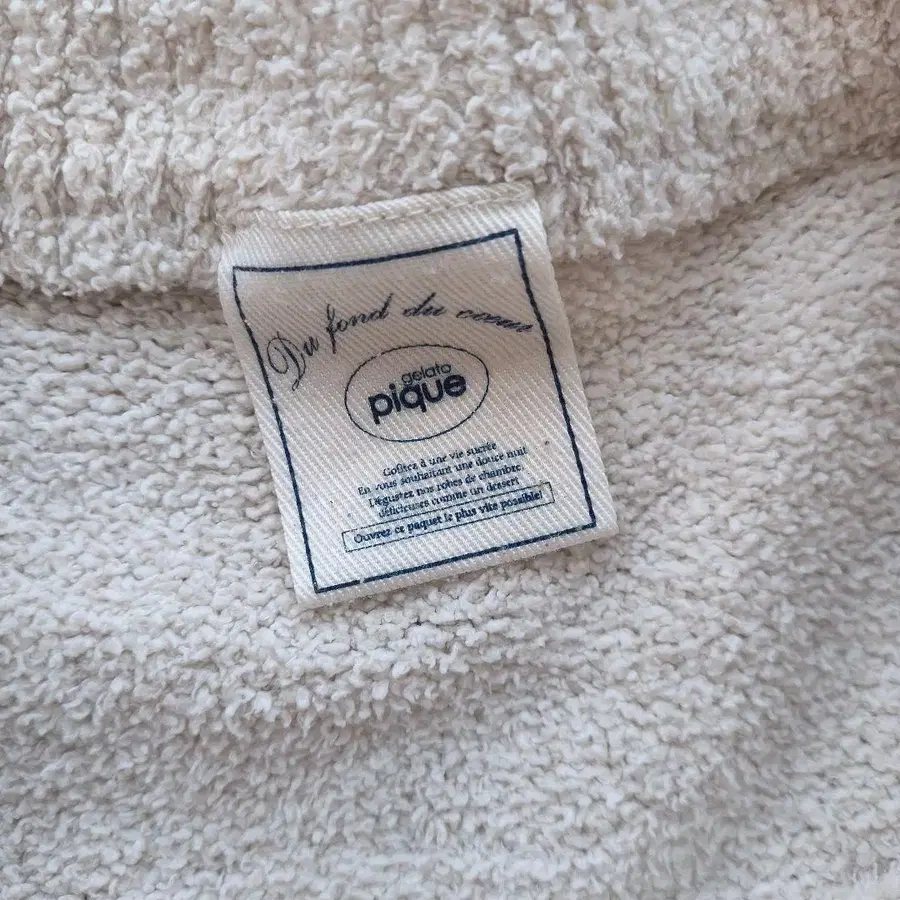 Du fond du cœur
gelato
pique
Goûtez à une vie sucrée
En vous souhaitant une douce nuit
Dégustez nos robes de chambre,
délicieuses comme un dessert
Ouvrez ce paquet le plus vite possible!